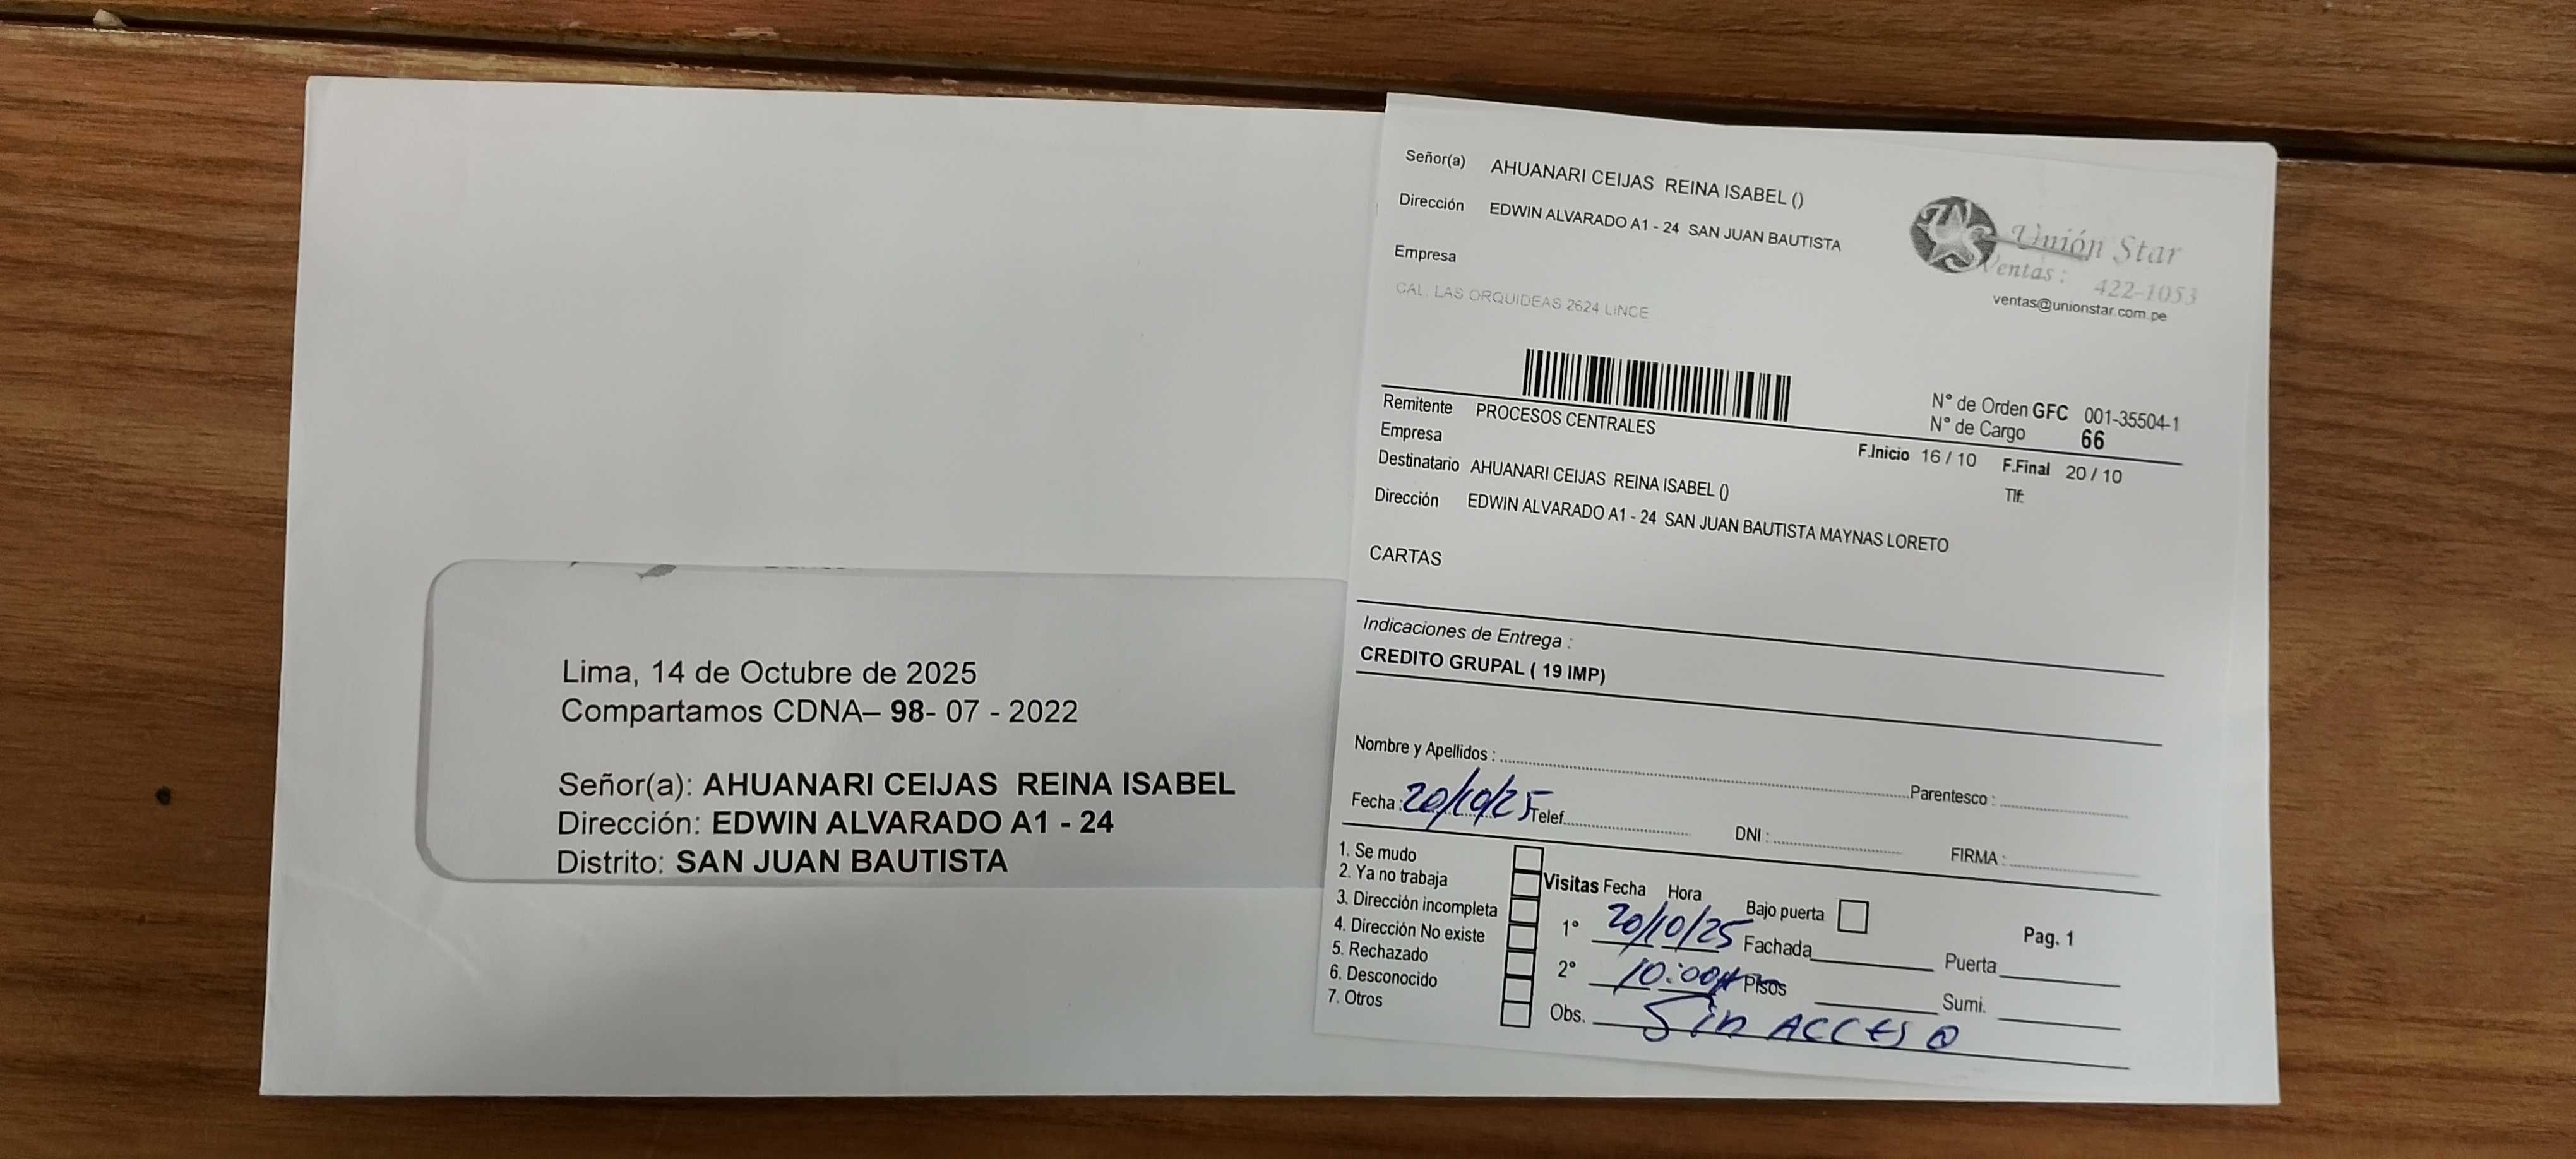 Lima, 14 de Octubre de 2025
Compartamos CDNA– 98- 07 - 2022
Señor(a): AHUANARI CEIJAS REINA ISABEL
Dirección: EDWIN ALVARADO A1 - 24
Distrito: SAN JUAN BAUTISTA
Señor(a) AHUANARI CEIJAS REINA ISABEL ()
Dirección EDWIN ALVARADO A1 - 24 SAN JUAN BAUTISTA
Empresa
CAL. LAS ORQUIDEAS 2624 LINCE
Unión Star
Ventas : 422-1053
ventas@unionstar.com.pe
N° de Orden GFC 001-35504-1
N° de Cargo 66
Remitente PROCESOS CENTRALES
Empresa
F.Inicio 16 / 10 F.Final 20 / 10
Destinatario AHUANARI CEIJAS REINA ISABEL ()
Tlf:
Dirección EDWIN ALVARADO A1 - 24 SAN JUAN BAUTISTA MAYNAS LORETO
CARTAS
Indicaciones de Entrega :
CREDITO GRUPAL ( 19 IMP)
Nombre y Apellidos : Parentesco :
Fecha : 20/10/25 Telef. DNI : FIRMA :
1. Se mudo
2. Ya no trabaja
3. Dirección incompleta
4. Dirección No existe
5. Rechazado
6. Desconocido
7. Otros
Visitas Fecha Hora Bajo puerta
1° 20/10/25 Fachada Puerta
Pag. 1
2° 10:00 Pisos Sumi.
Obs. Sin ACCESO